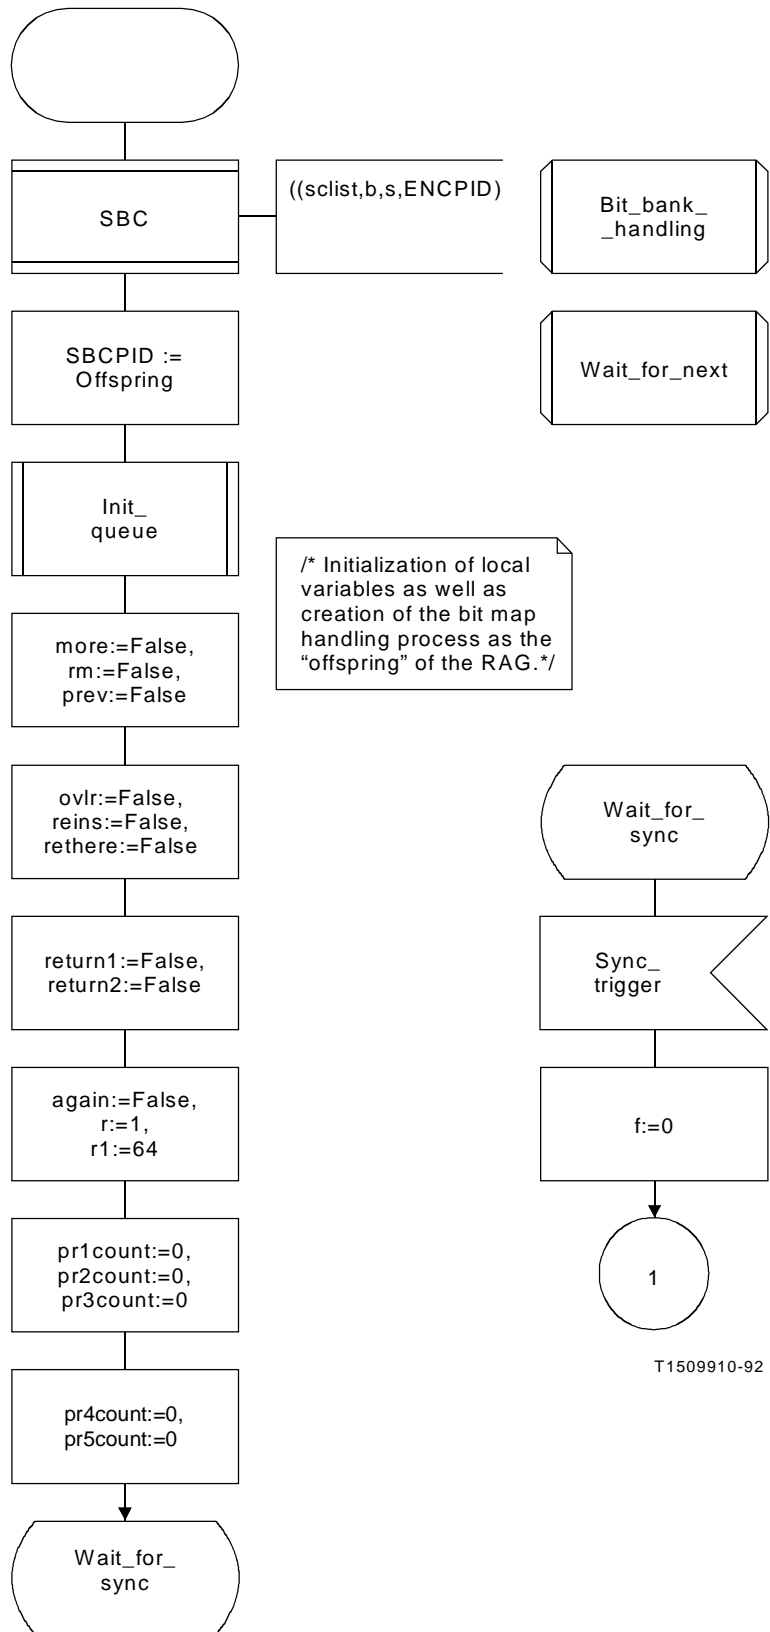 SBC
((sclist,b,s,ENCPID)
Bit_bank_
_handling
SBCPID :=
Offspring
Wait_for_next
Init_
queue
/* Initialization of local
variables as well as
creation of the bit map
handling process as the
“offspring” of the RAG.*/
more:=False,
rm:=False,
prev:=False
ovlr:=False,
reins:=False,
rethere:=False
return1:=False,
return2:=False
again:=False,
r:=1,
r1:=64
pr1count:=0,
pr2count:=0,
pr3count:=0
pr4count:=0,
pr5count:=0
Wait_for_
sync
Wait_for_
sync
Sync_
trigger
f:=0
1
T1509910-92